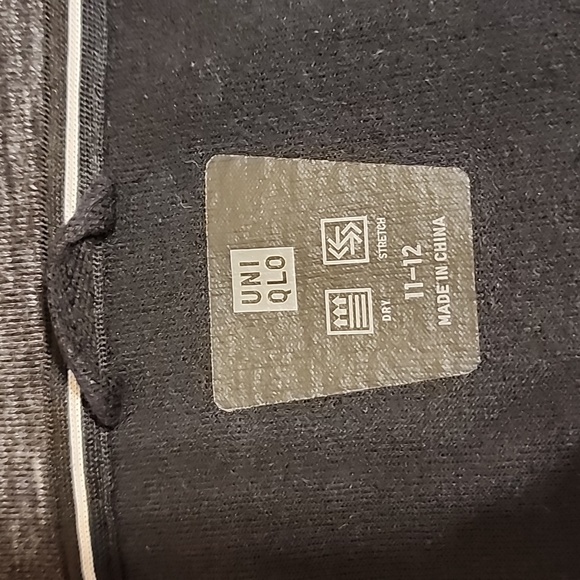 UNI
QLO
DRY STRETCH
11-12
MADE IN CHINA